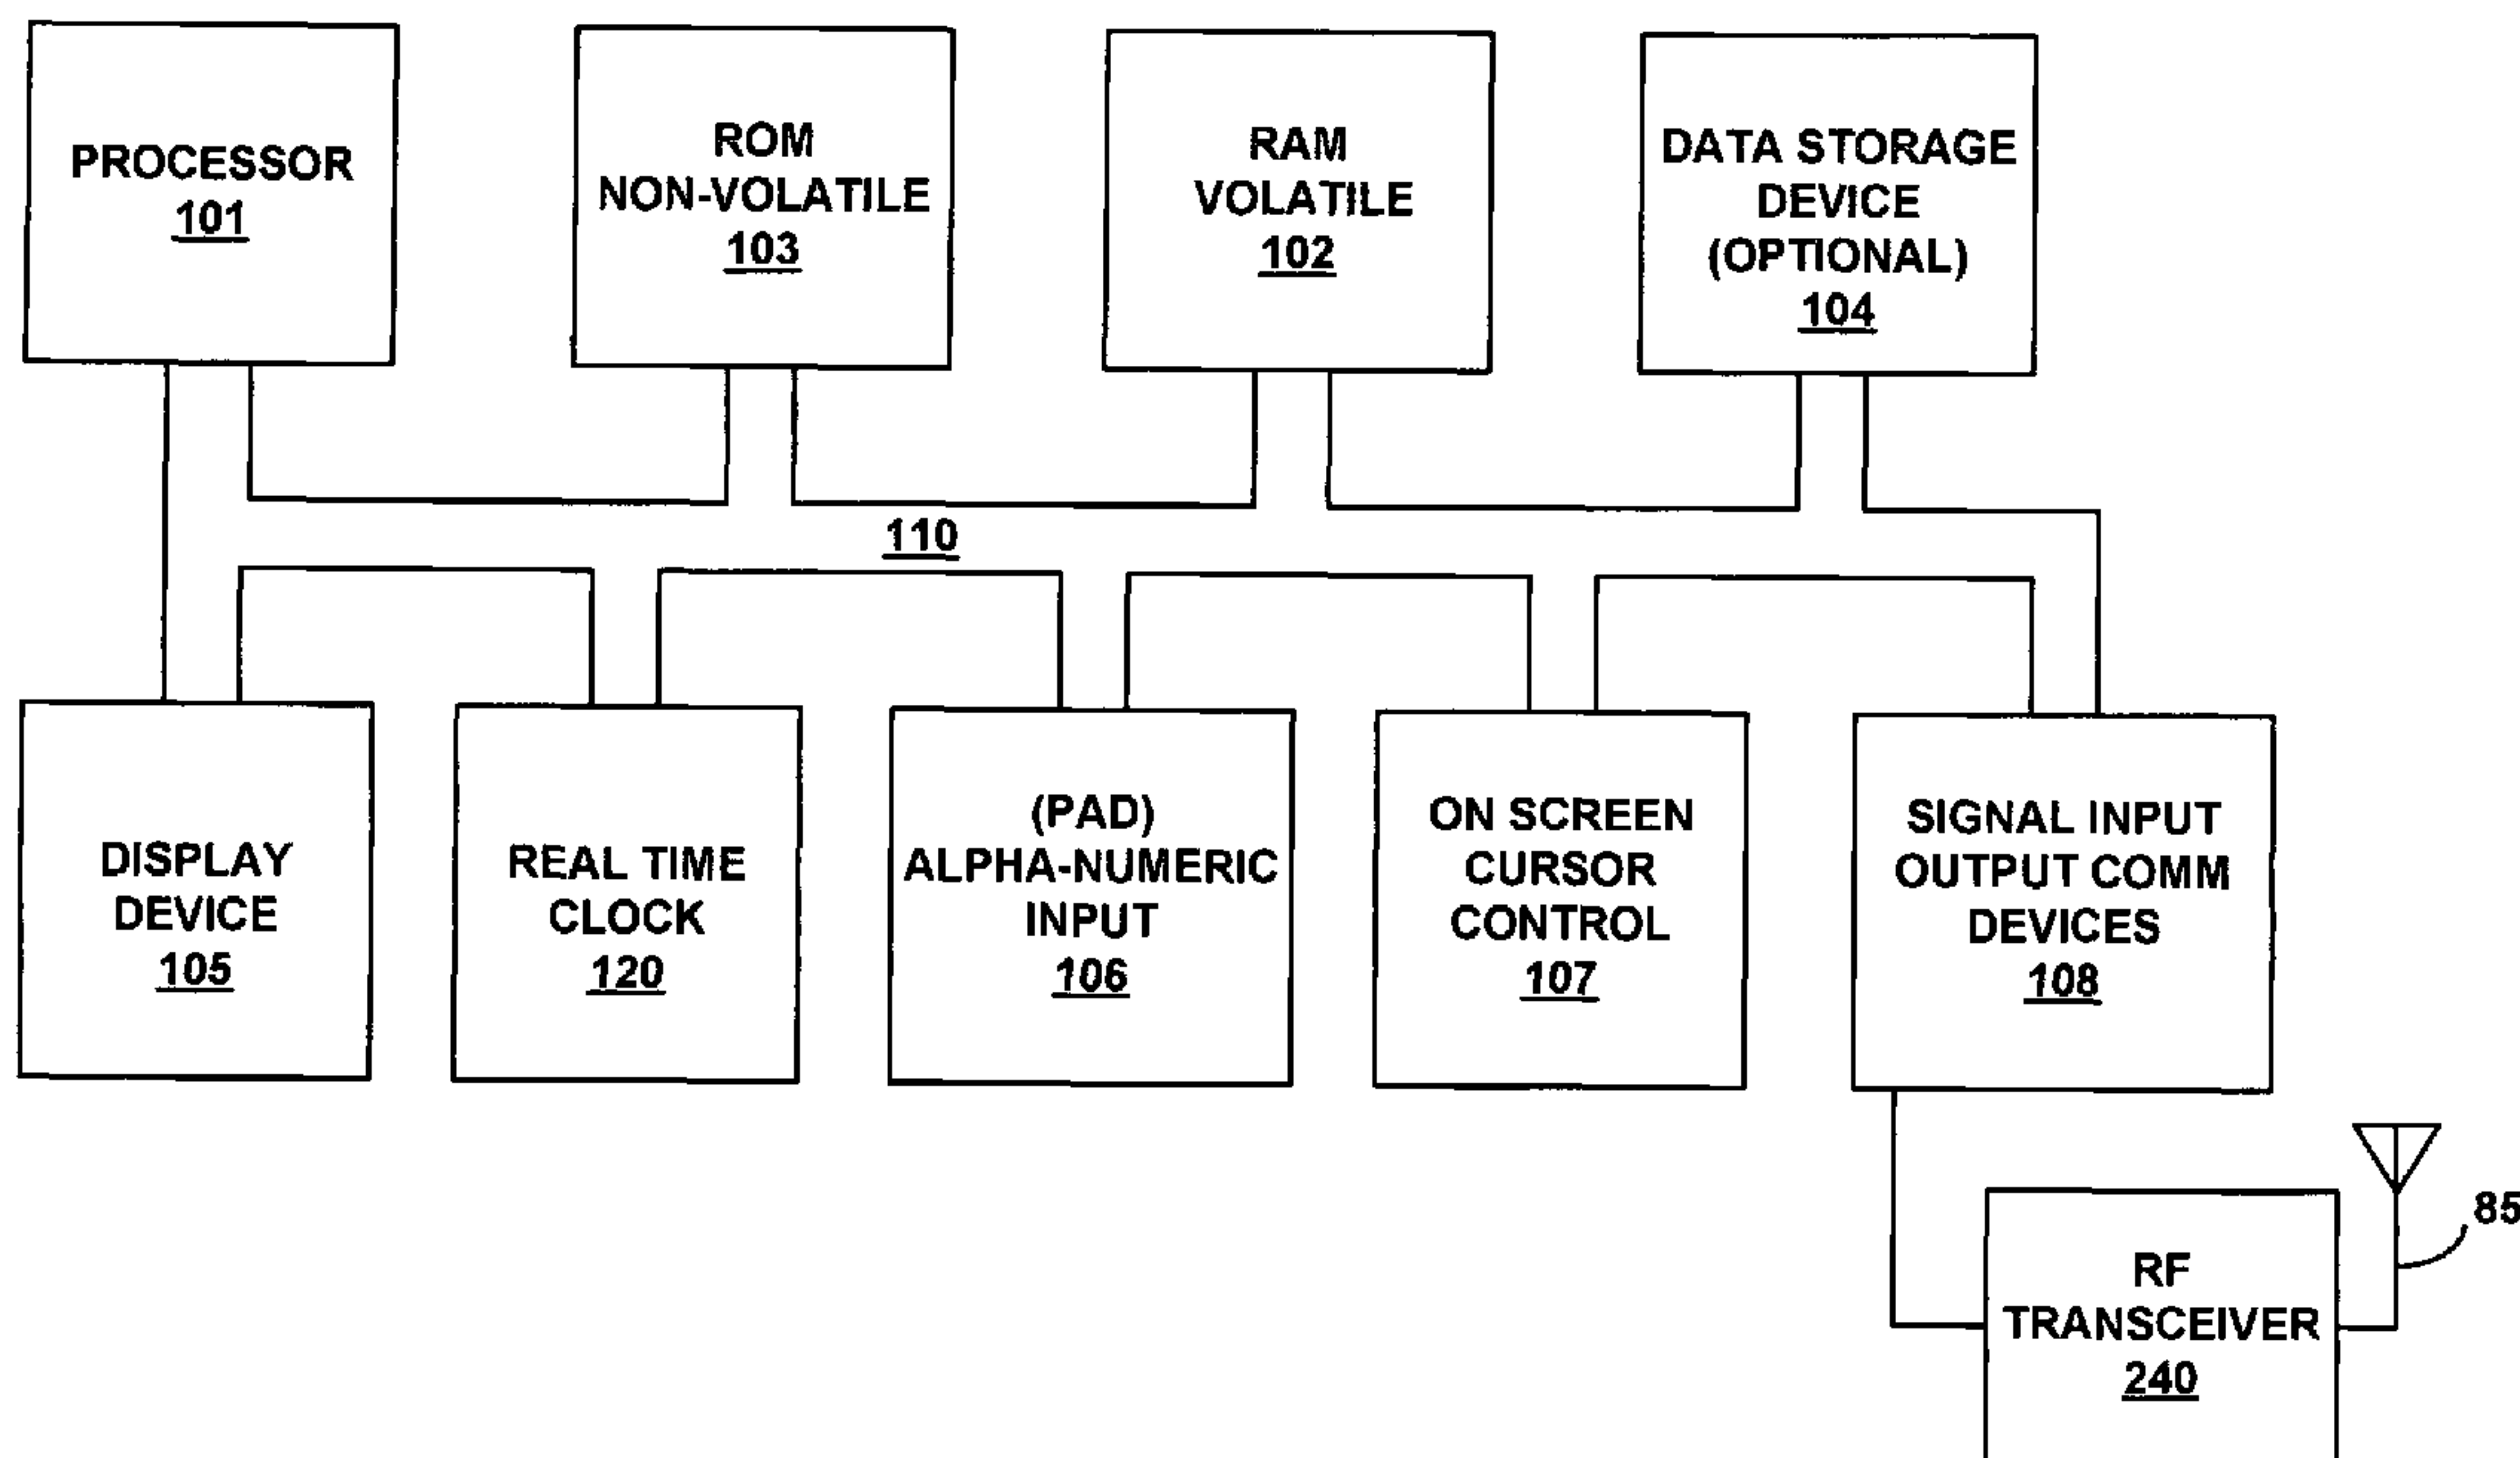 PROCESSOR
101
ROM
NON-VOLATILE
103
RAM
VOLATILE
102
DATA STORAGE
DEVICE
(OPTIONAL)
104
110
DISPLAY
DEVICE
105
REAL TIME
CLOCK
120
(PAD)
ALPHA-NUMERIC
INPUT
106
ON SCREEN
CURSOR
CONTROL
107
SIGNAL INPUT
OUTPUT COMM
DEVICES
108
85
RF
TRANSCEIVER
240